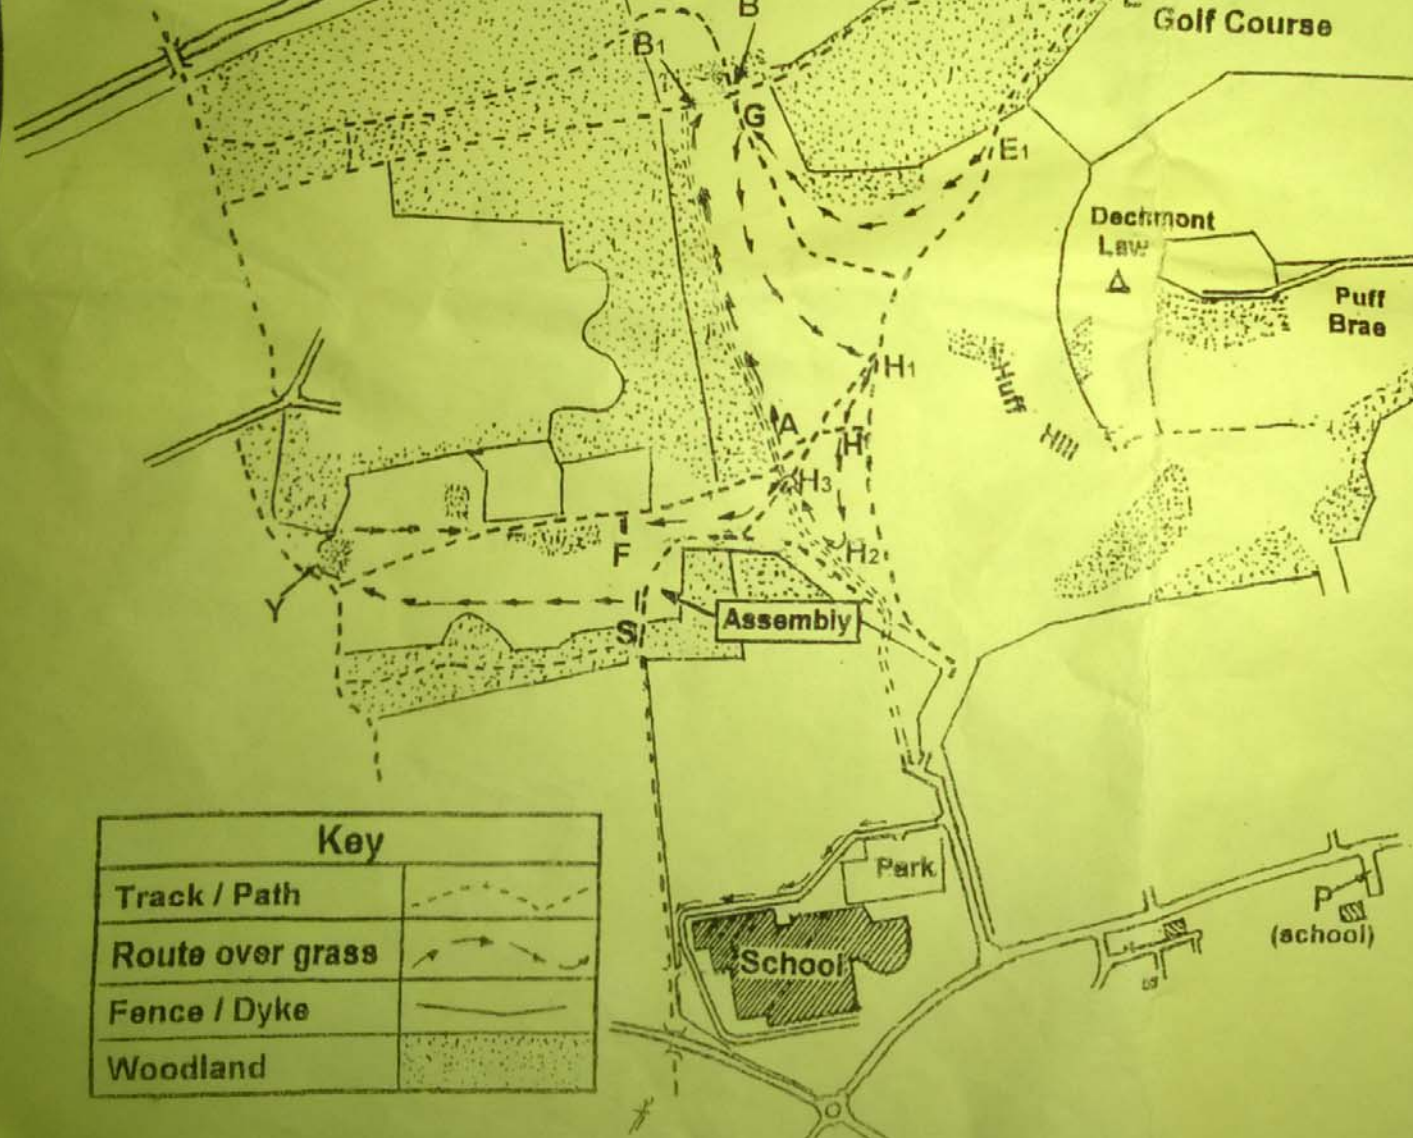 B
Golf Course
B1
G
E1
Dechmont
Law
Puff
Brae
H1
Huff
Hill
A
H
H3
F
H2
Y
Assembly
S
Key
Track / Path
Route over grass
Fence / Dyke
Woodland
Park
School
P
(school)